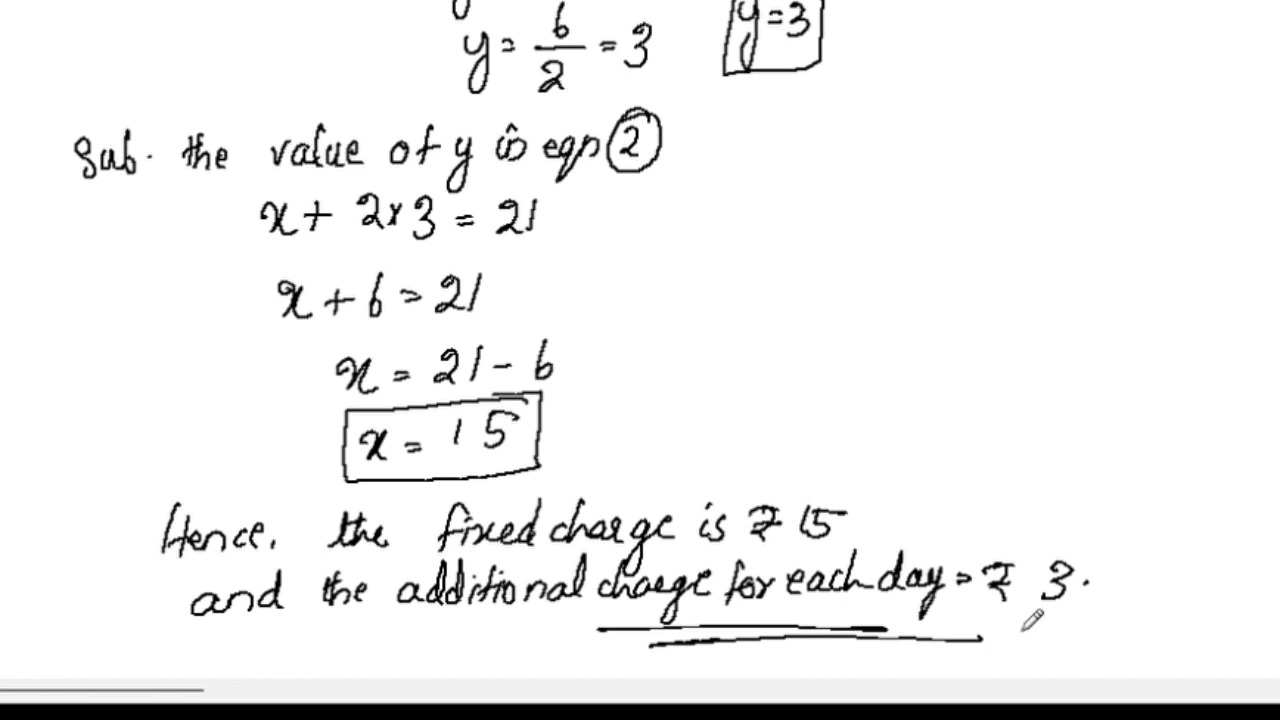 y = 6/2 = 3 y = 3
Sub. the value of y in eqn ②
x + 2 × 3 = 21
x + 6 = 21
x = 21 - 6
x = 15
Hence, the fixed charge is ₹ 15
and the additional charge for each day = ₹ 3.